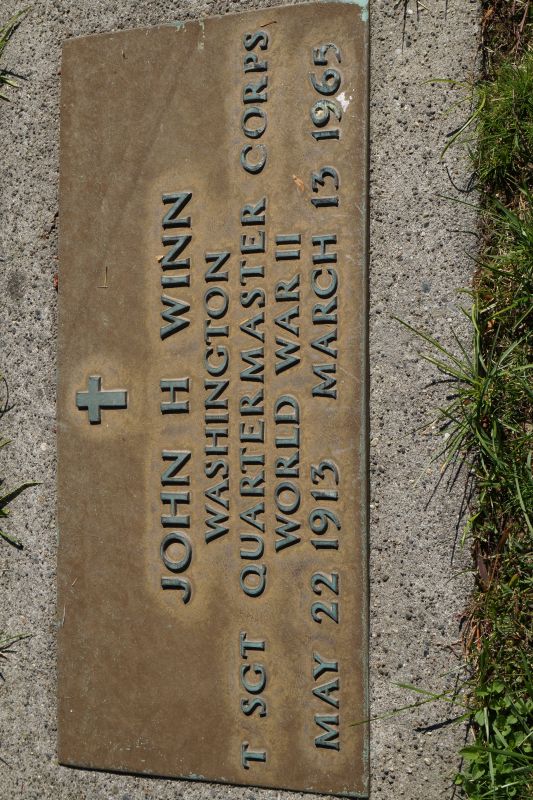 JOHN H WINN
WASHINGTON
T SGT QUARTERMASTER CORPS
WORLD WAR II
MAY 22 1913 MARCH 13 1965